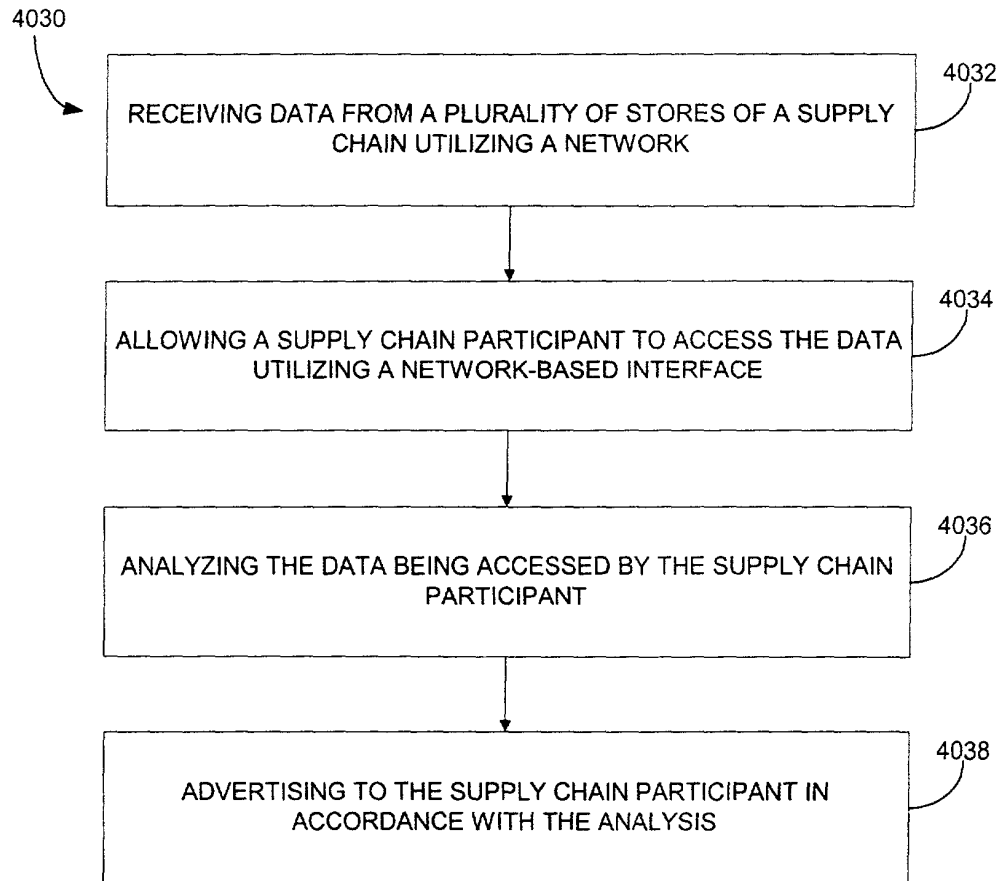 4030
4032
RECEIVING DATA FROM A PLURALITY OF STORES OF A SUPPLY
CHAIN UTILIZING A NETWORK
4034
ALLOWING A SUPPLY CHAIN PARTICIPANT TO ACCESS THE DATA
UTILIZING A NETWORK-BASED INTERFACE
4036
ANALYZING THE DATA BEING ACCESSED BY THE SUPPLY CHAIN
PARTICIPANT
4038
ADVERTISING TO THE SUPPLY CHAIN PARTICIPANT IN
ACCORDANCE WITH THE ANALYSIS